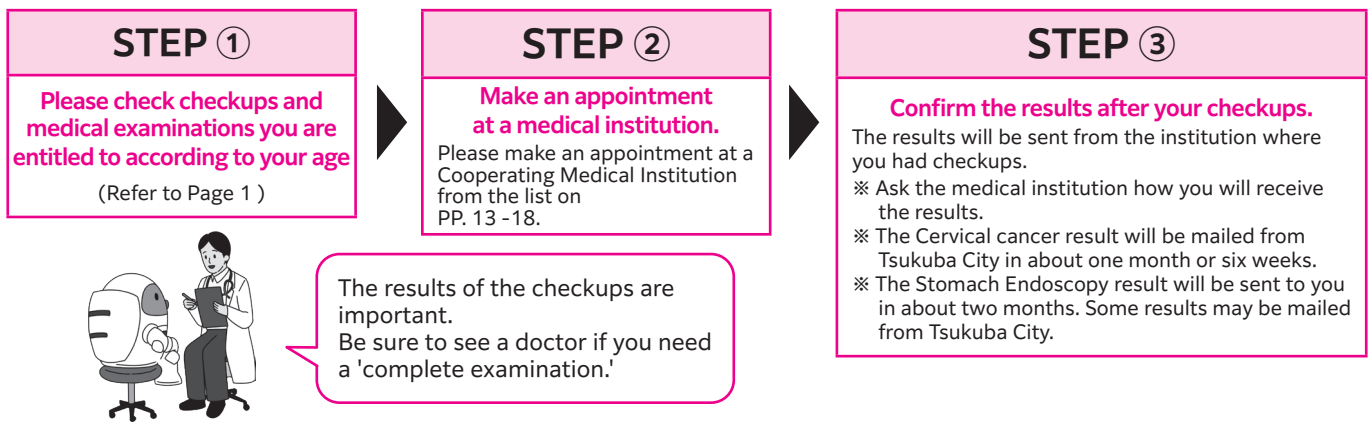 STEP ①
Please check checkups and
medical examinations you are
entitled to according to your age
(Refer to Page 1 )
STEP ②
Make an appointment
at a medical institution.
Please make an appointment at a
Cooperating Medical Institution
from the list on
PP. 13 -18.
STEP ③
Confirm the results after your checkups.
The results will be sent from the institution where
you had checkups.
※ Ask the medical institution how you will receive
the results.
※ The Cervical cancer result will be mailed from
Tsukuba City in about one month or six weeks.
※ The Stomach Endoscopy result will be sent to you
in about two months. Some results may be mailed
from Tsukuba City.
The results of the checkups are
important.
Be sure to see a doctor if you need
a 'complete examination.'